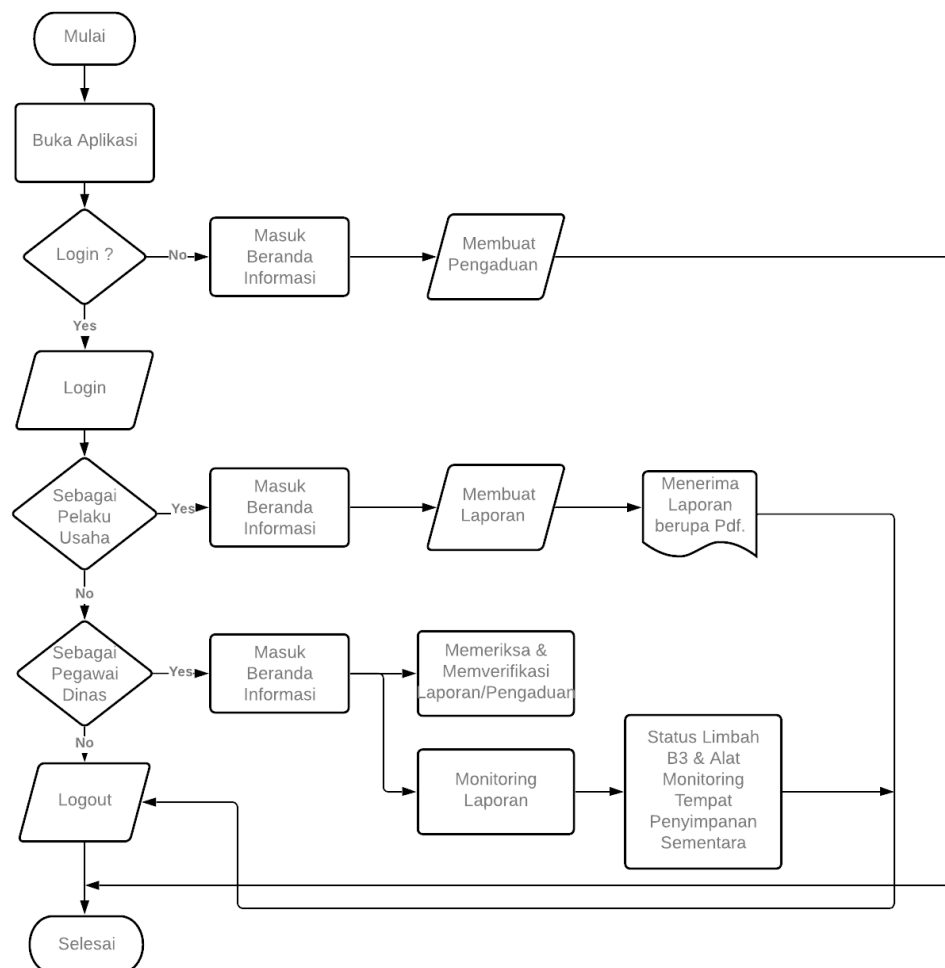 Mulai
Buka Aplikasi
Login ?
No
Masuk
Beranda
Informasi
Membuat
Pengaduan
Yes
Login
Sebagai
Pelaku
Usaha
Yes
Masuk
Beranda
Informasi
Membuat
Laporan
Menerima
Laporan
berupa Pdf.
No
Sebagai
Pegawai
Dinas
Yes
Masuk
Beranda
Informasi
Memeriksa &
Memverifikasi
Laporan/Pengaduan
Monitoring
Laporan
Status Limbah
B3 & Alat
Monitoring
Tempat
Penyimpanan
Sementara
No
Logout
Selesai